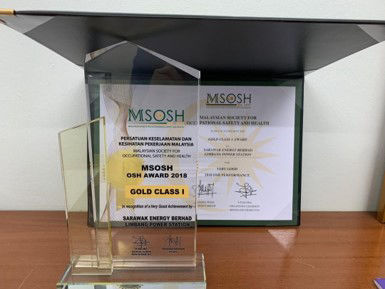 MSOSH
PERSATUAN KESELAMATAN DAN
KESIHATAN PEKERJAAN MALAYSIA
MALAYSIAN SOCIETY FOR
OCCUPATIONAL SAFETY AND HEALTH
MSOSH
OSH AWARD 2018
GOLD CLASS I
in recognition of a Very Good Achievement by
SARAWAK ENERGY BERHAD
LIMBANG POWER STATION
MSOSH
MALAYSIAN SOCIETY FOR
OCCUPATIONAL SAFETY AND HEALTH
GOLD CLASS I AWARD
SARAWAK ENERGY BERHAD
LIMBANG POWER STATION
VERY GOOD
PERFORMANCE